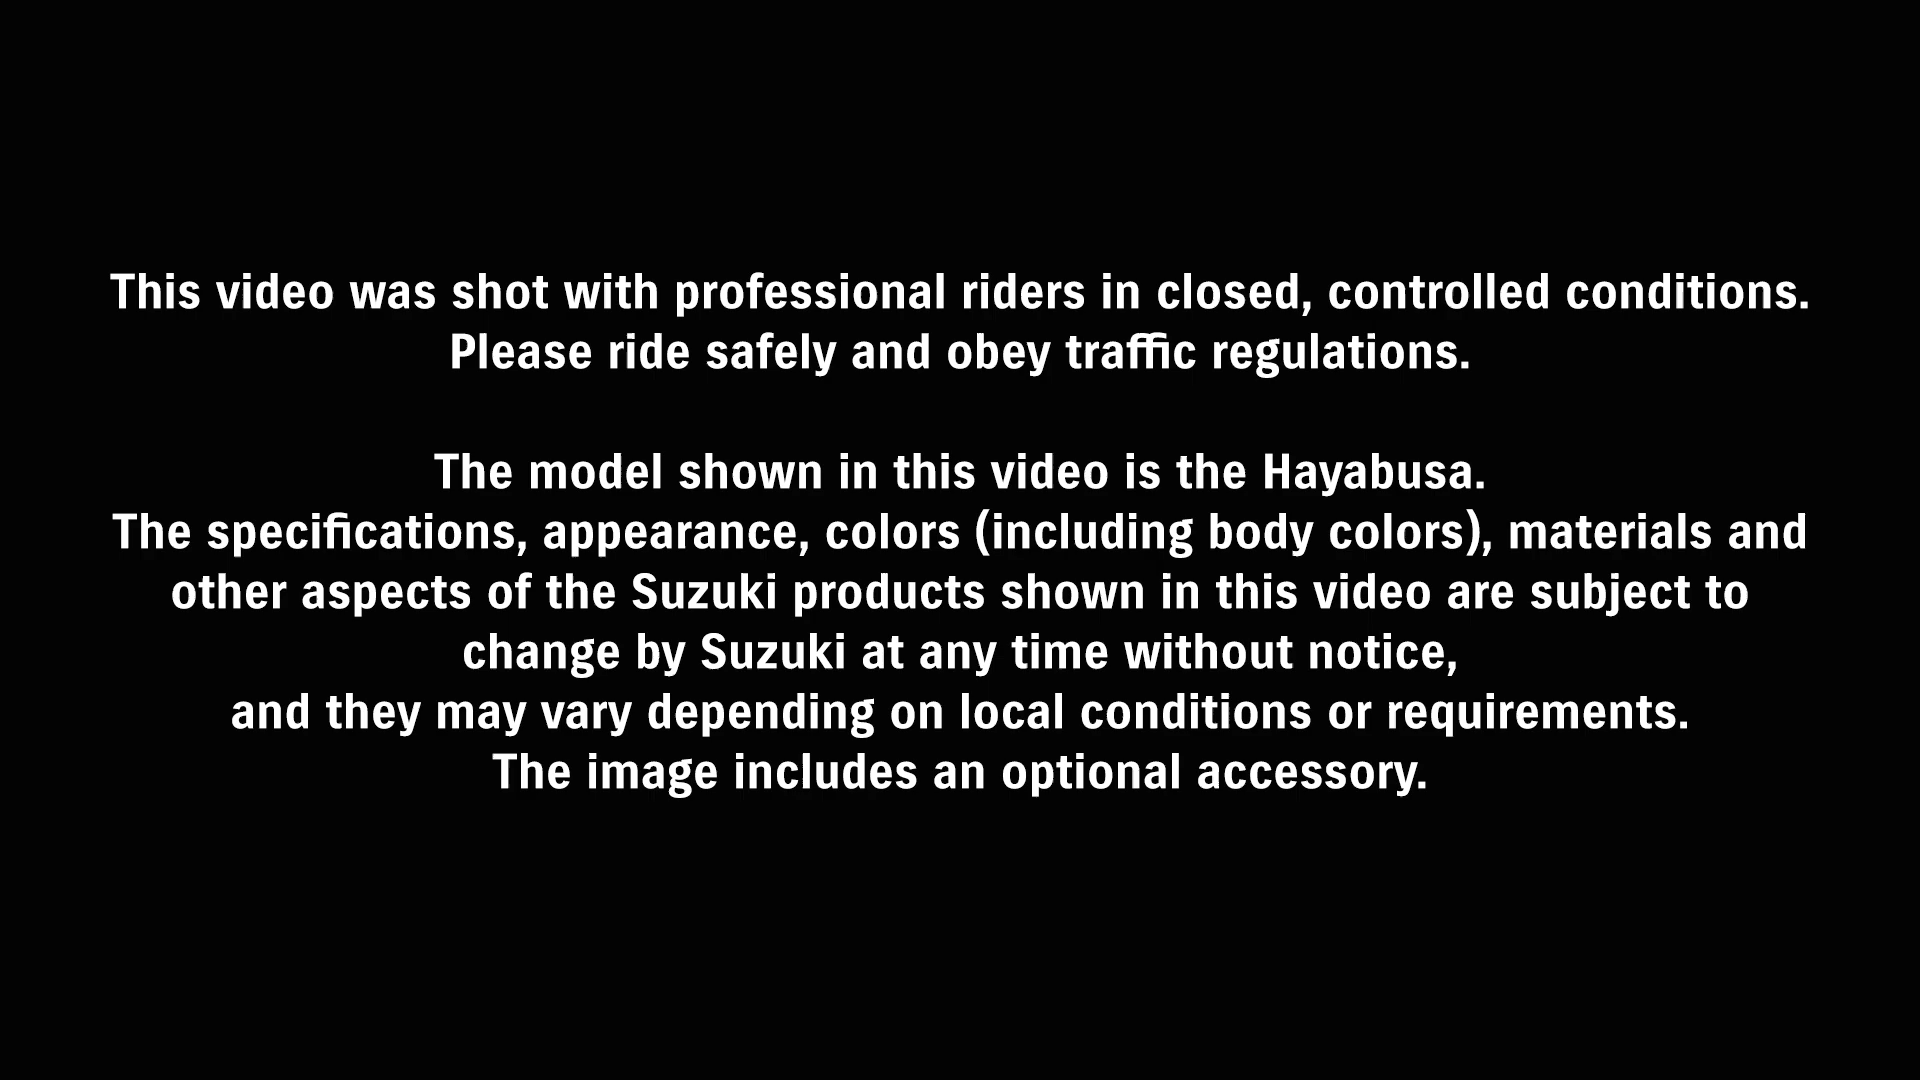 This video was shot with professional riders in closed, controlled conditions.
Please ride safely and obey traffic regulations.
The model shown in this video is the Hayabusa.
The specifications, appearance, colors (including body colors), materials and
other aspects of the Suzuki products shown in this video are subject to
change by Suzuki at any time without notice,
and they may vary depending on local conditions or requirements.
The image includes an optional accessory.